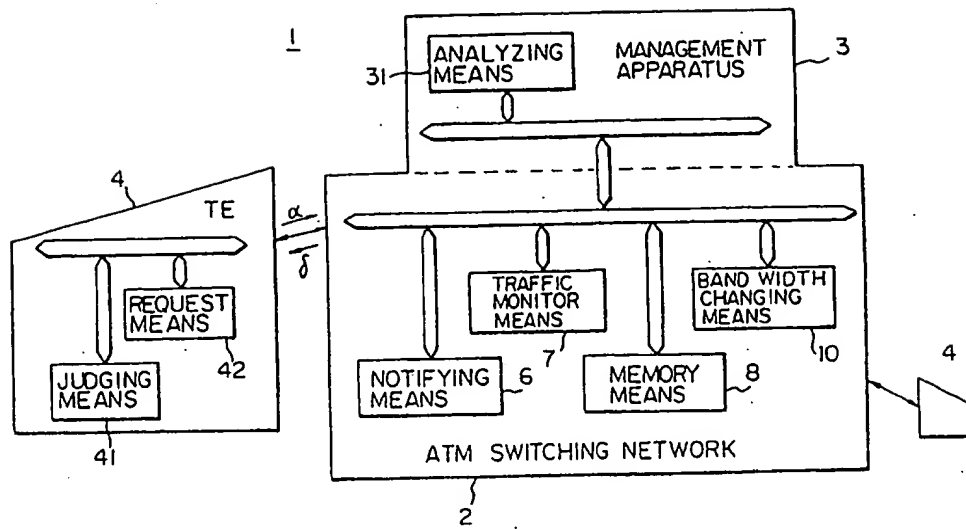 1
ANALYZING
MEANS
31
MANAGEMENT
APPARATUS
3
4
TE
α
δ
REQUEST
MEANS
42
JUDGING
MEANS
41
TRAFFIC
MONITOR
MEANS
7
BAND WIDTH
CHANGING
MEANS
10
NOTIFYING
MEANS
6
MEMORY
MEANS
8
4
ATM SWITCHING NETWORK
2